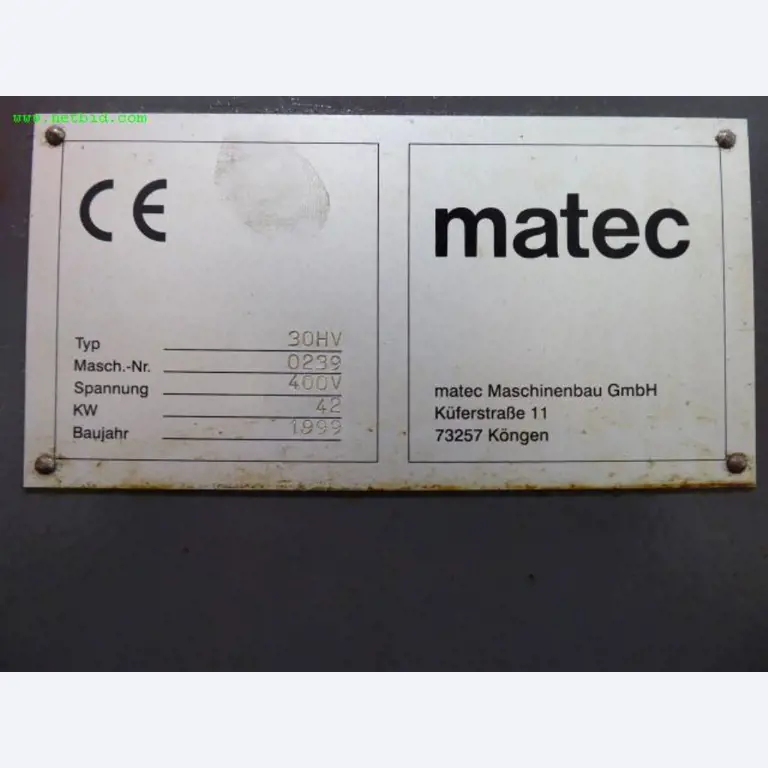 www.netbid.com
CE
matec
Typ 30HV
Masch.-Nr. 0239
Spannung 400V
KW 42
Baujahr 1999
matec Maschinenbau GmbH
Küferstraße 11
73257 Köngen